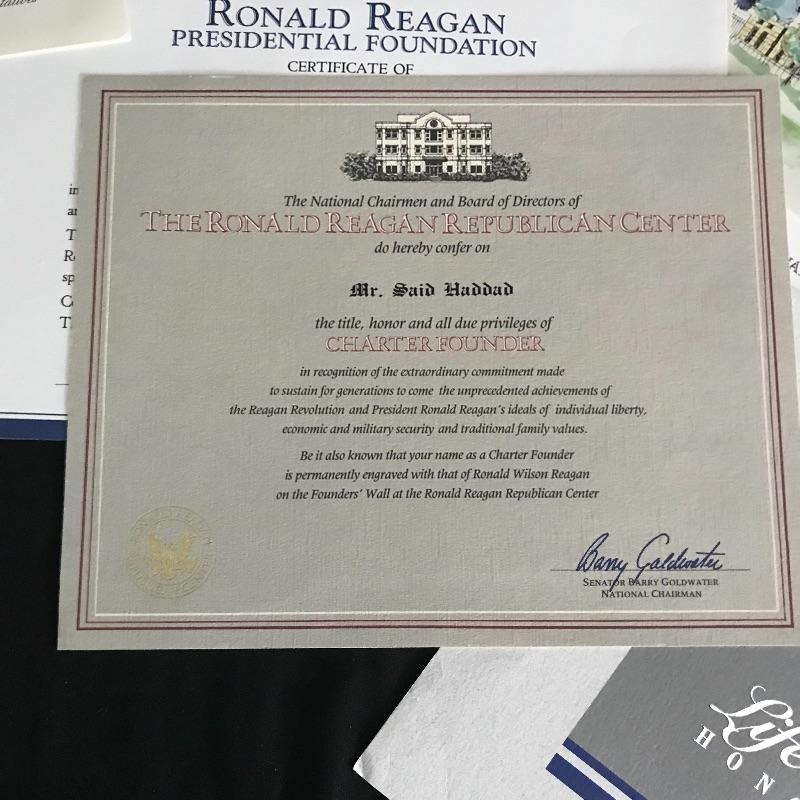 RONALD REAGAN
PRESIDENTIAL FOUNDATION
CERTIFICATE OF
The National Chairmen and Board of Directors of
THE RONALD REAGAN REPUBLICAN CENTER
do hereby confer on
Mr. Said Haddad
the title, honor and all due privileges of
CHARTER FOUNDER
in recognition of the extraordinary commitment made
to sustain for generations to come the unprecedented achievements of
the Reagan Revolution and President Ronald Reagan's ideals of individual liberty,
economic and military security and traditional family values.
Be it also known that your name as a Charter Founder
is permanently engraved with that of Ronald Wilson Reagan
on the Founders' Wall at the Ronald Reagan Republican Center
Barry Goldwater
SENATOR BARRY GOLDWATER
NATIONAL CHAIRMAN
Life
HON